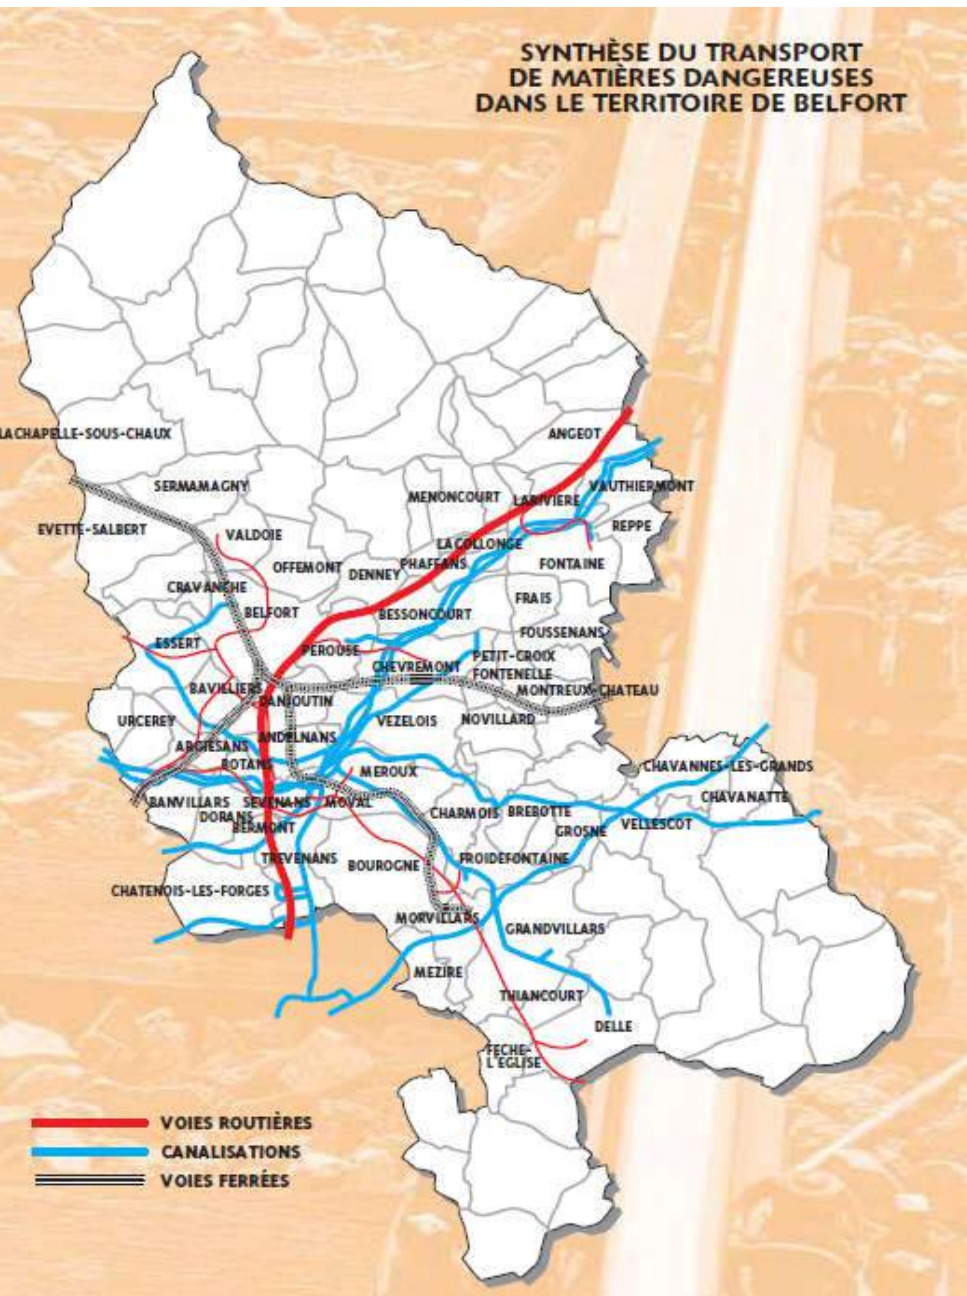 SYNTHÈSE DU TRANSPORT
DE MATIÈRES DANGEREUSES
DANS LE TERRITOIRE DE BELFORT
LACHAPELLE-SOUS-CHAUX
ANGEOT
SERMAMAGNY
MENONCOURT
LARIVIERE
VAUTHIERMONT
EVETTE-SALBERT
VALDOIE
REPPE
LACOLLONGE
OFFEMONT
DENNEY
PHAFFANS
FONTAINE
CRAVANCHE
BELFORT
BESSONCOURT
FRAIS
FOUSSENANS
ESSERT
PEROUSE
CHEVREMONT
PETIT-CROIX
FONTENELLE
BAVILLIERS
DANJOUTIN
MONTREUX-CHATEAU
URCEREY
VEZELOIS
NOVILLARD
ANDELNANS
ARGIESANS
BOTANS
MEROUX
CHAVANNES-LES-GRANDS
CHAVANATTE
BANVILLARS
SEVENANS
MOVAL
DORANS
BERMONT
CHARMOIS
BREBOTTE
GROSNE
VELLESCOT
TREVENANS
BOUROGNE
FROIDEFONTAINE
CHATENOIS-LES-FORGES
MORVILLARS
GRANDVILLARS
MEZIRE
THIANCOURT
DELLE
FECHE-
L'EGLISE
VOIES ROUTIÈRES
CANALISATIONS
VOIES FERRÉES